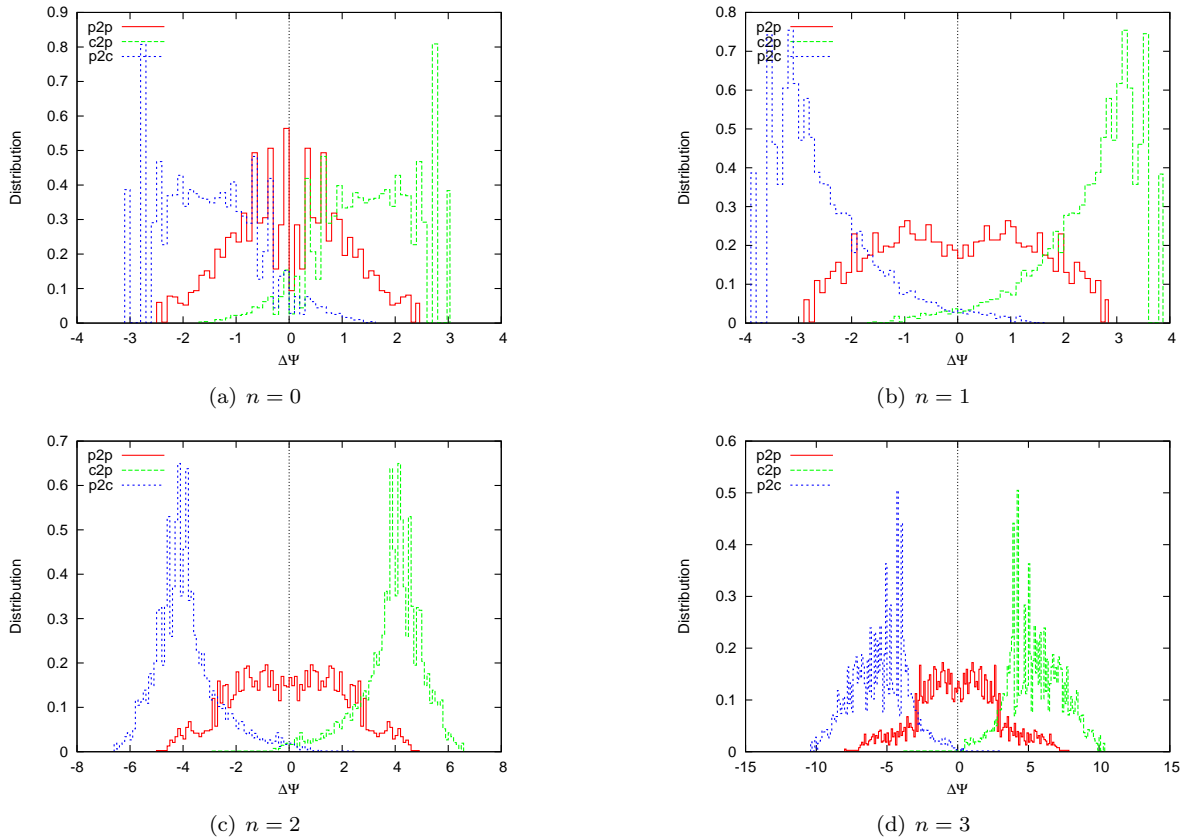 0.9
0.8
0.7
0.6
0.5
0.4
0.3
0.2
0.1
0
-4 -3 -2 -1 0 1 2 3 4
Distribution
ΔΨ
p2p
c2p
p2c
(a) n = 0
0.8
0.7
0.6
0.5
0.4
0.3
0.2
0.1
0
-4 -3 -2 -1 0 1 2 3 4
Distribution
ΔΨ
p2p
c2p
p2c
(b) n = 1
0.7
0.6
0.5
0.4
0.3
0.2
0.1
0
-8 -6 -4 -2 0 2 4 6 8
Distribution
ΔΨ
p2p
c2p
p2c
(c) n = 2
0.6
0.5
0.4
0.3
0.2
0.1
0
-15 -10 -5 0 5 10 15
Distribution
ΔΨ
p2p
c2p
p2c
(d) n = 3